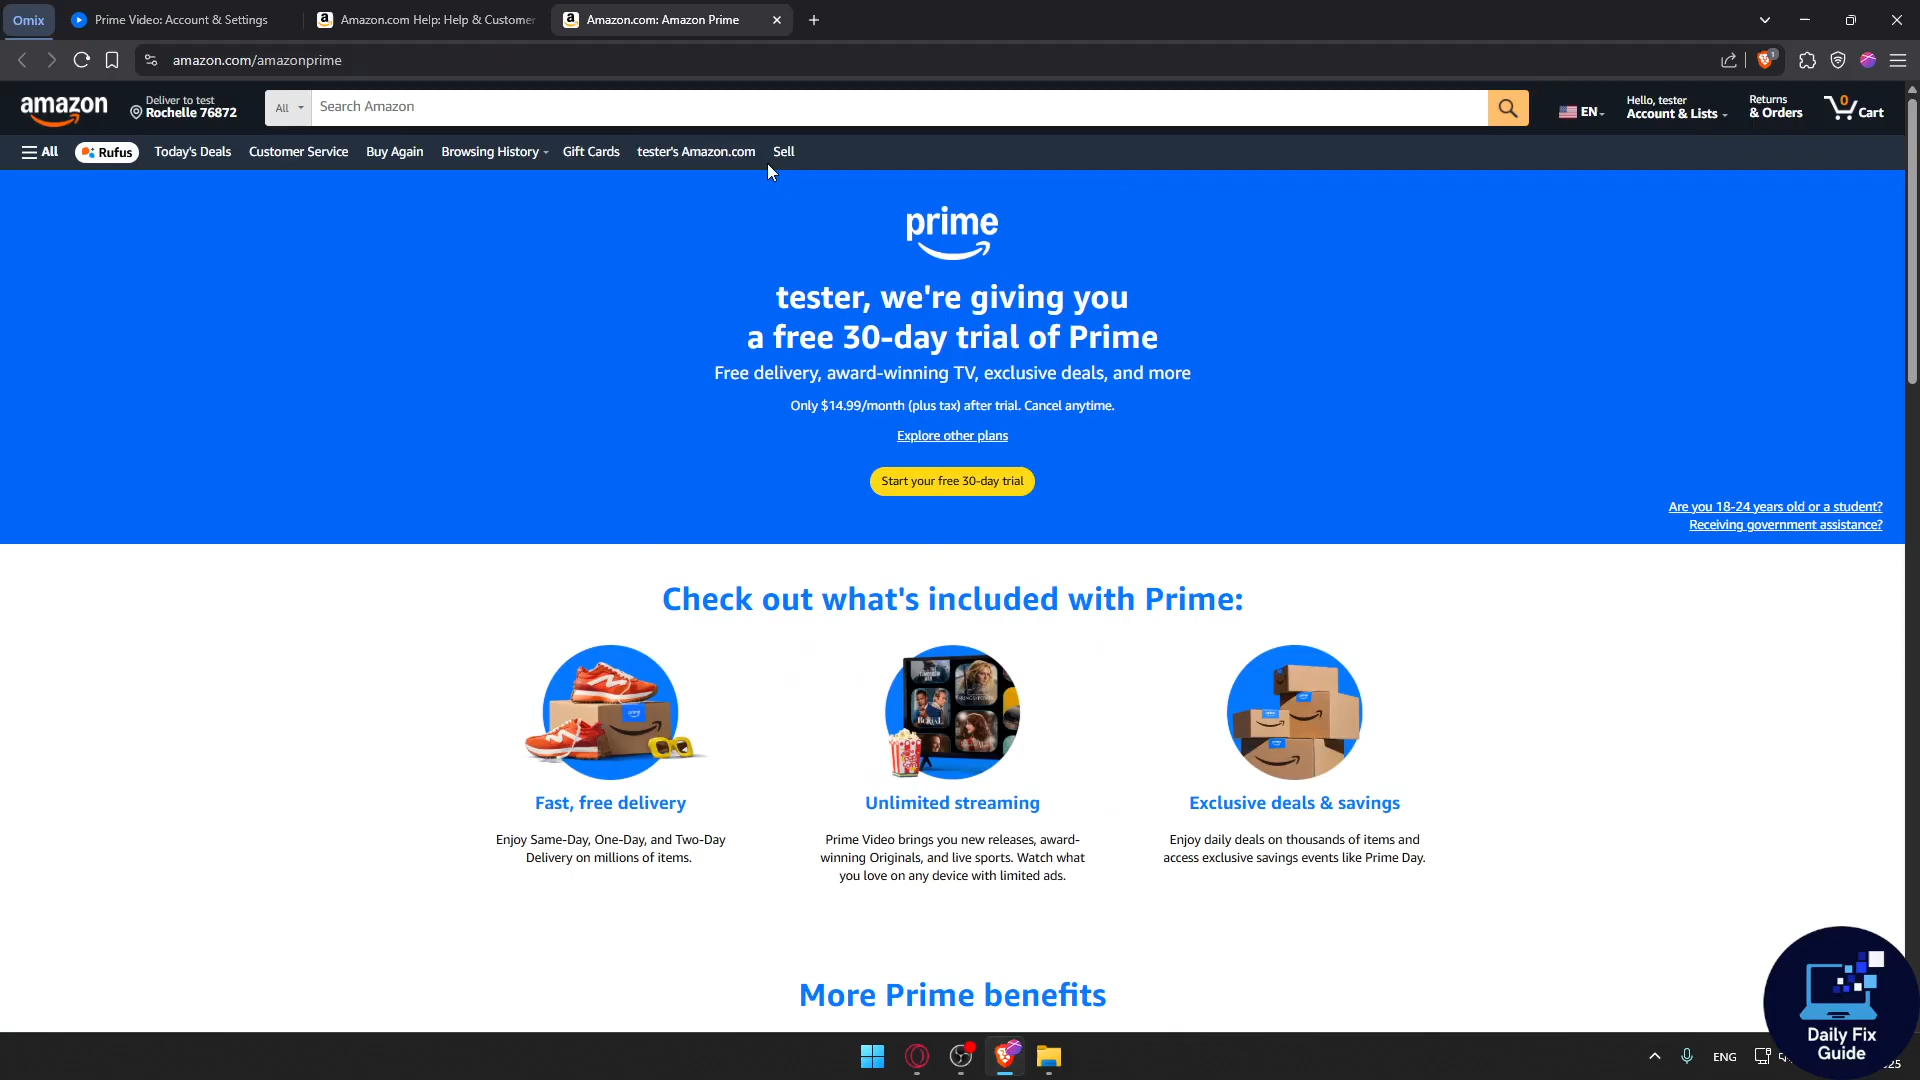 Omix
Prime Video: Account & Settings
Amazon.com Help: Help & Customer
Amazon.com: Amazon Prime
amazon.com/amazonprime
1
amazon
Deliver to test
Rochelle 76872
All
Search Amazon
EN
Hello, tester
Account & Lists
Returns
& Orders
0
Cart
All
Rufus
Today's Deals
Customer Service
Buy Again
Browsing History
Gift Cards
tester's Amazon.com
Sell
prime
tester, we're giving you
a free 30-day trial of Prime
Free delivery, award-winning TV, exclusive deals, and more
Only $14.99/month (plus tax) after trial. Cancel anytime.
Explore other plans
Start your free 30-day trial
Are you 18-24 years old or a student?
Receiving government assistance?
Check out what's included with Prime:
Fast, free delivery
Enjoy Same-Day, One-Day, and Two-Day
Delivery on millions of items.
Unlimited streaming
Prime Video brings you new releases, award-
winning Originals, and live sports. Watch what
you love on any device with limited ads.
Exclusive deals & savings
Enjoy daily deals on thousands of items and
access exclusive savings events like Prime Day.
More Prime benefits
ENG
Daily Fix
Guide
25